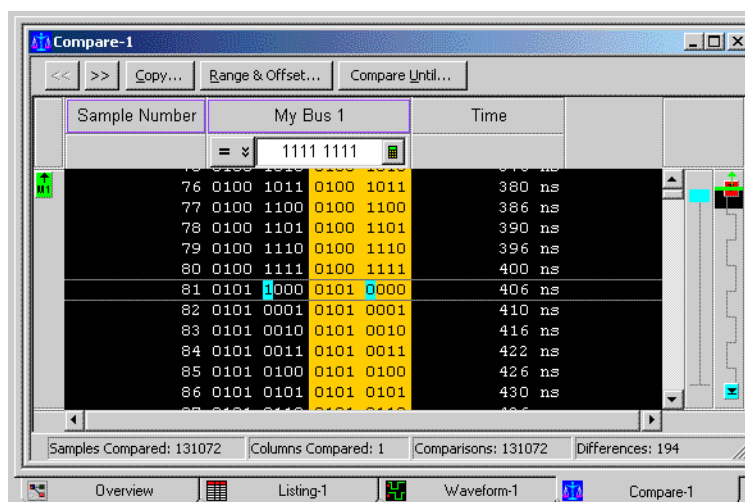 Compare-1
<< >> Copy... Range & Offset... Compare Until...
Sample Number My Bus 1 Time
= 1111 1111
M1
76 0100 1011 0100 1011 380 ns
77 0100 1100 0100 1100 386 ns
78 0100 1101 0100 1101 390 ns
79 0100 1110 0100 1110 396 ns
80 0100 1111 0100 1111 400 ns
81 0101 1000 0101 0000 406 ns
82 0101 0001 0101 0001 410 ns
83 0101 0010 0101 0010 416 ns
84 0101 0011 0101 0011 422 ns
85 0101 0100 0101 0100 426 ns
86 0101 0101 0101 0101 430 ns
Samples Compared: 131072 Columns Compared: 1 Comparisons: 131072 Differences: 194
Overview Listing-1 Waveform-1 Compare-1